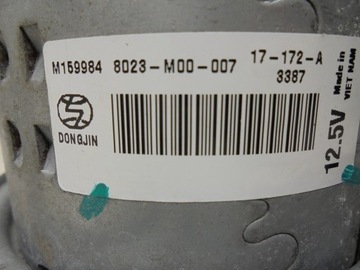 M159984 8023-M00-007 17-172-A
3387
DONGJIN
12.5V
Made in
VIET NAM